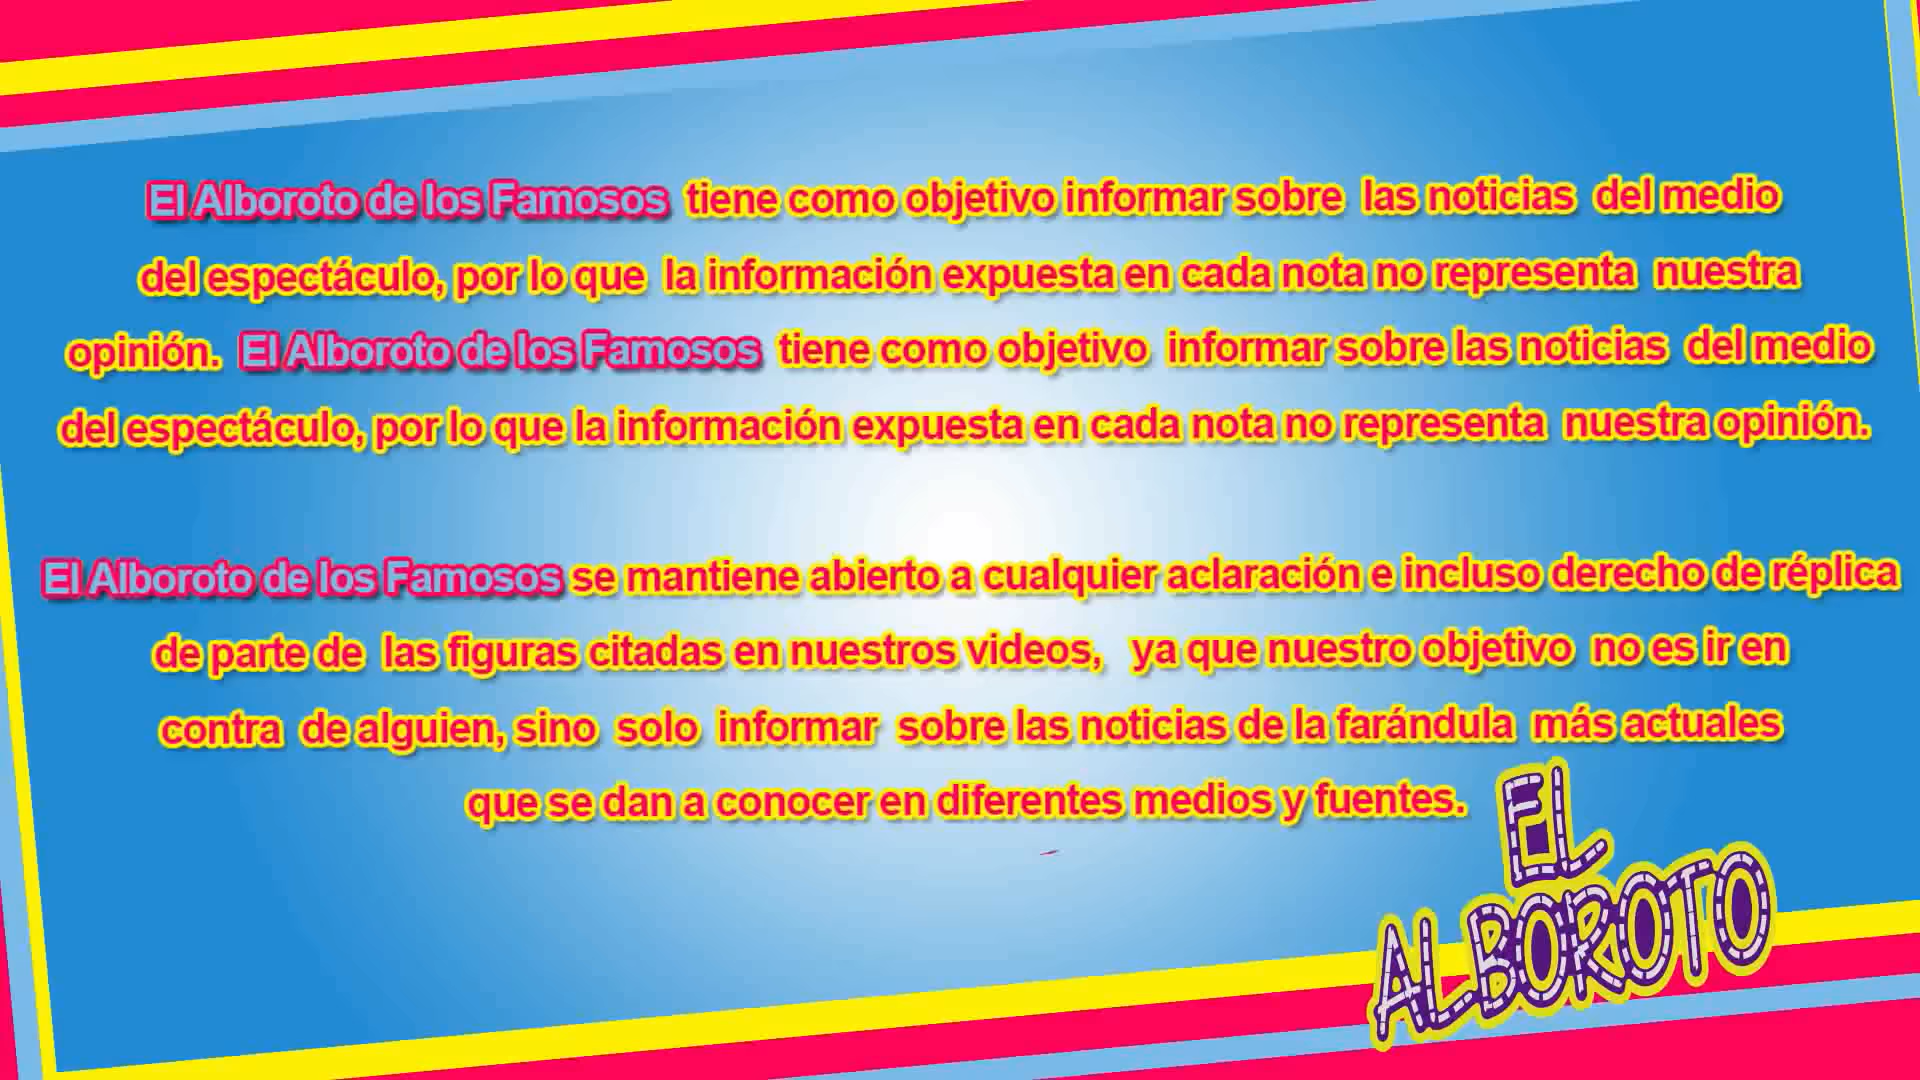 El Alboroto de los Famosos tiene como objetivo informar sobre las noticias del medio
del espectáculo, por lo que la información expuesta en cada nota no representa nuestra
opinión. El Alboroto de los Famosos tiene como objetivo informar sobre las noticias del medio
del espectáculo, por lo que la información expuesta en cada nota no representa nuestra opinión.
El Alboroto de los Famosos se mantiene abierto a cualquier aclaración e incluso derecho de réplica
de parte de las figuras citadas en nuestros videos, ya que nuestro objetivo no es ir en
contra de alguien, sino solo informar sobre las noticias de la farándula más actuales
que se dan a conocer en diferentes medios y fuentes.
EL
ALBOROTO